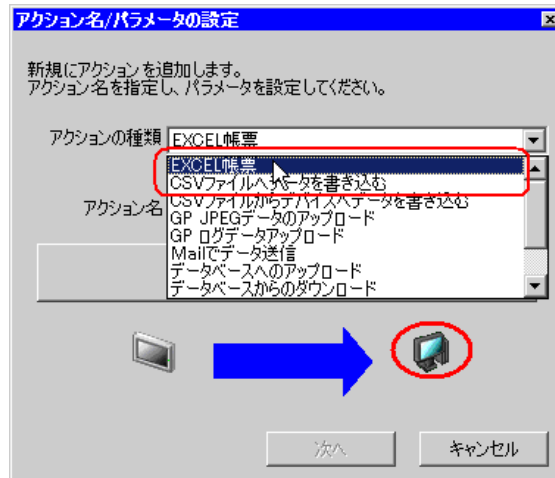 アクション名/パラメータの設定
新規にアクションを追加します。
アクション名を指定し、パラメータを設定してください。
アクションの種類 EXCEL帳票
EXCEL帳票
CSVファイルへデータを書き込む
アクション名 CSVファイルからデバイスへデータを書き込む
GP JPEGデータのアップロード
GP ログデータアップロード
Mailでデータ送信
データベースへのアップロード
データベースからのダウンロード
次へ キャンセル